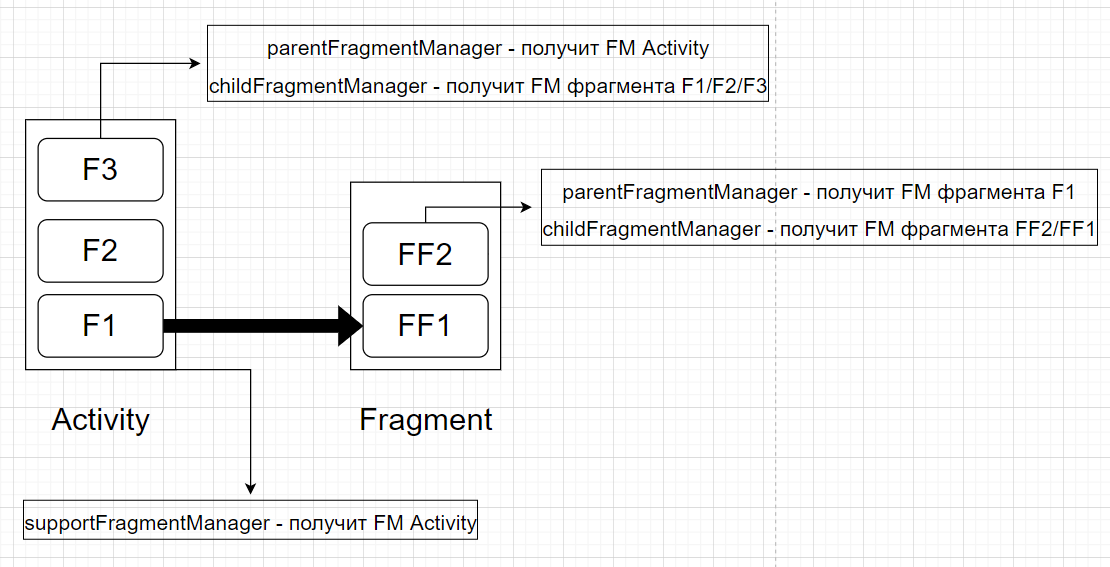 parentFragmentManager - получит FM Activity
childFragmentManager - получит FM фрагмента F1/F2/F3
F3
F2
F1
parentFragmentManager - получит FM фрагмента F1
childFragmentManager - получит FM фрагмента FF2/FF1
FF2
FF1
Activity
Fragment
supportFragmentManager - получит FM Activity